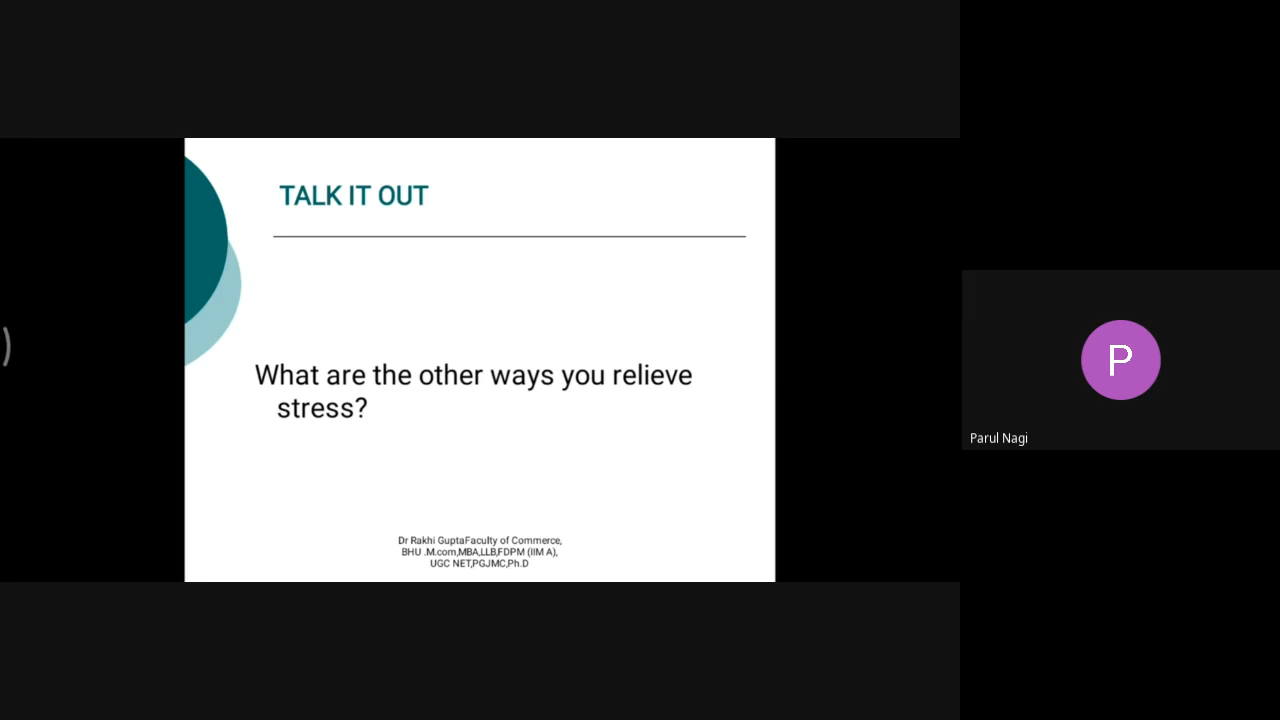 TALK IT OUT
What are the other ways you relieve
stress?
Dr Rakhi GuptaFaculty of Commerce,
BHU .M.com,MBA,LLB,FDPM (IIM A),
UGC NET,PGJMC,Ph.D
P
Parul Nagi